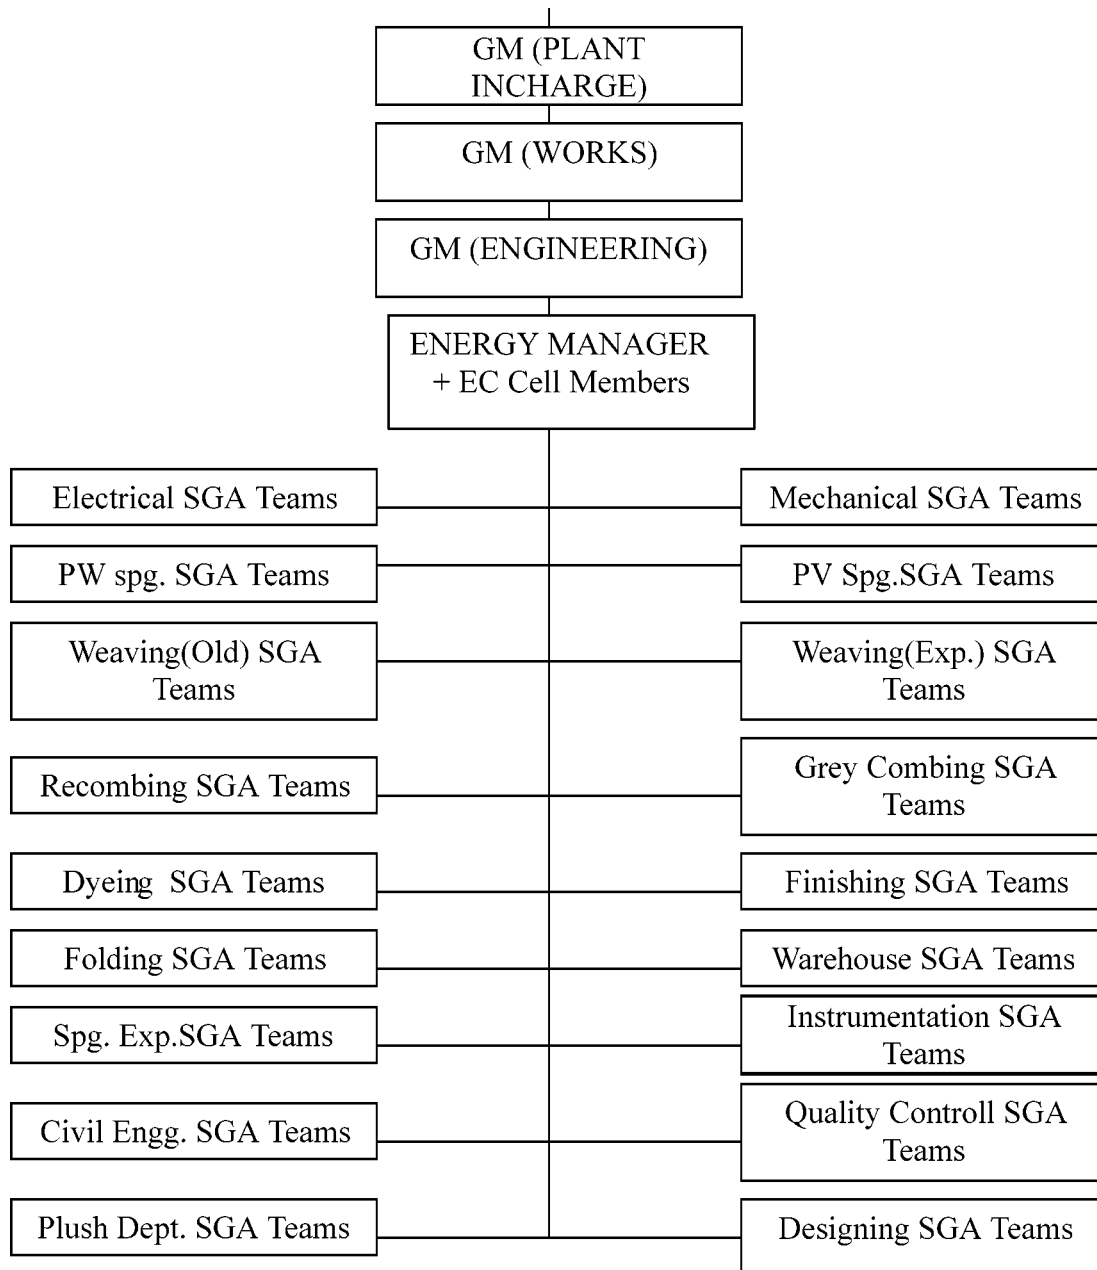 GM (PLANT
INCHARGE)
GM (WORKS)
GM (ENGINEERING)
ENERGY MANAGER
+ EC Cell Members
Electrical SGA Teams
Mechanical SGA Teams
PW spg. SGA Teams
PV Spg.SGA Teams
Weaving(Old) SGA
Teams
Weaving(Exp.) SGA
Teams
Recombing SGA Teams
Grey Combing SGA
Teams
Dyeing SGA Teams
Finishing SGA Teams
Folding SGA Teams
Warehouse SGA Teams
Spg. Exp.SGA Teams
Instrumentation SGA
Teams
Civil Engg. SGA Teams
Quality Controll SGA
Teams
Plush Dept. SGA Teams
Designing SGA Teams